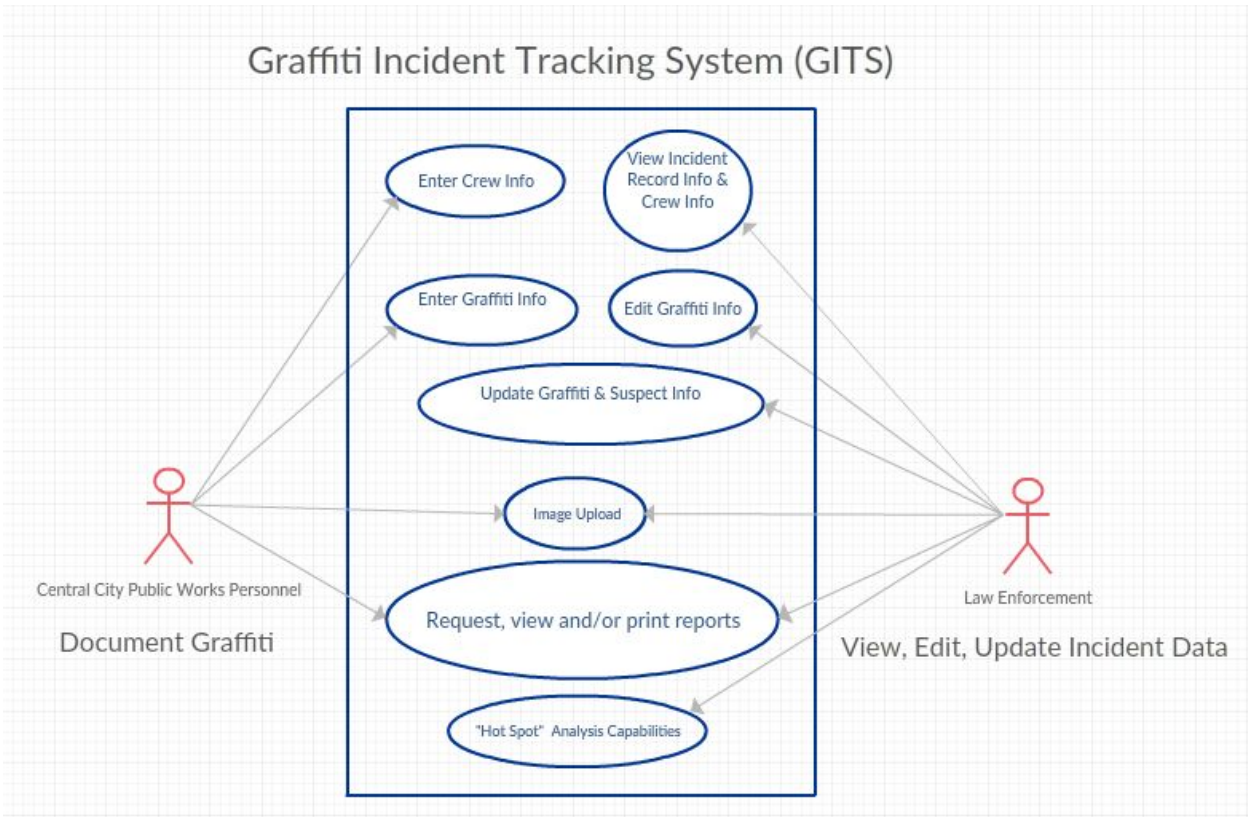 Graffiti Incident Tracking System (GITS)
Enter Crew Info
View Incident
Record Info &
Crew Info
Enter Graffiti Info
Edit Graffiti Info
Update Graffiti & Suspect Info
Image Upload
Central City Public Works Personnel
Document Graffiti
Request, view and/or print reports
Law Enforcement
View, Edit, Update Incident Data
"Hot Spot" Analysis Capabilities